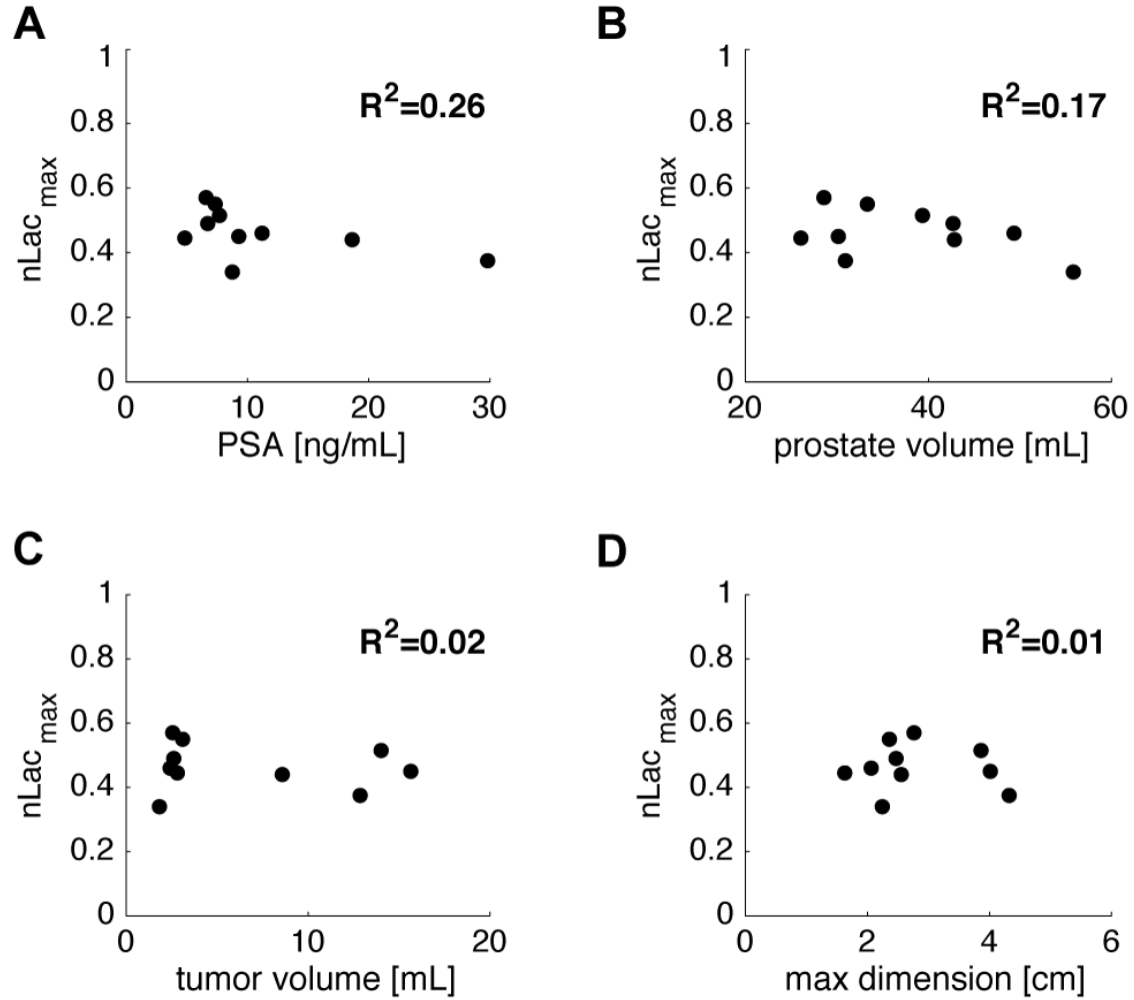 A
R²=0.26
nLac max
1
0.8
0.6
0.4
0.2
0
0 10 20 30
PSA [ng/mL]
B
R²=0.17
nLac max
1
0.8
0.6
0.4
0.2
0
20 40 60
prostate volume [mL]
C
R²=0.02
nLac max
1
0.8
0.6
0.4
0.2
0
0 10 20
tumor volume [mL]
D
R²=0.01
nLac max
1
0.8
0.6
0.4
0.2
0
0 2 4 6
max dimension [cm]